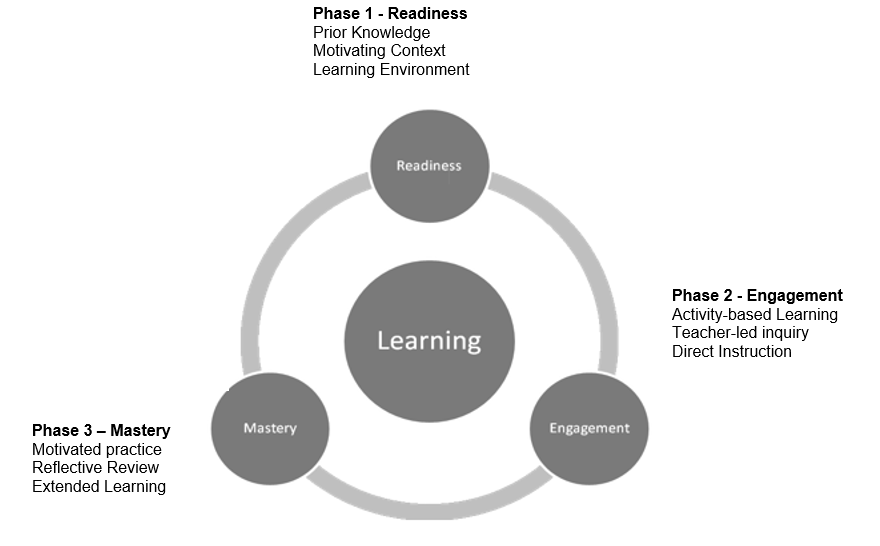 Phase 1 - Readiness
Prior Knowledge
Motivating Context
Learning Environment
Readiness
Learning
Phase 2 - Engagement
Activity-based Learning
Teacher-led inquiry
Direct Instruction
Engagement
Mastery
Phase 3 – Mastery
Motivated practice
Reflective Review
Extended Learning